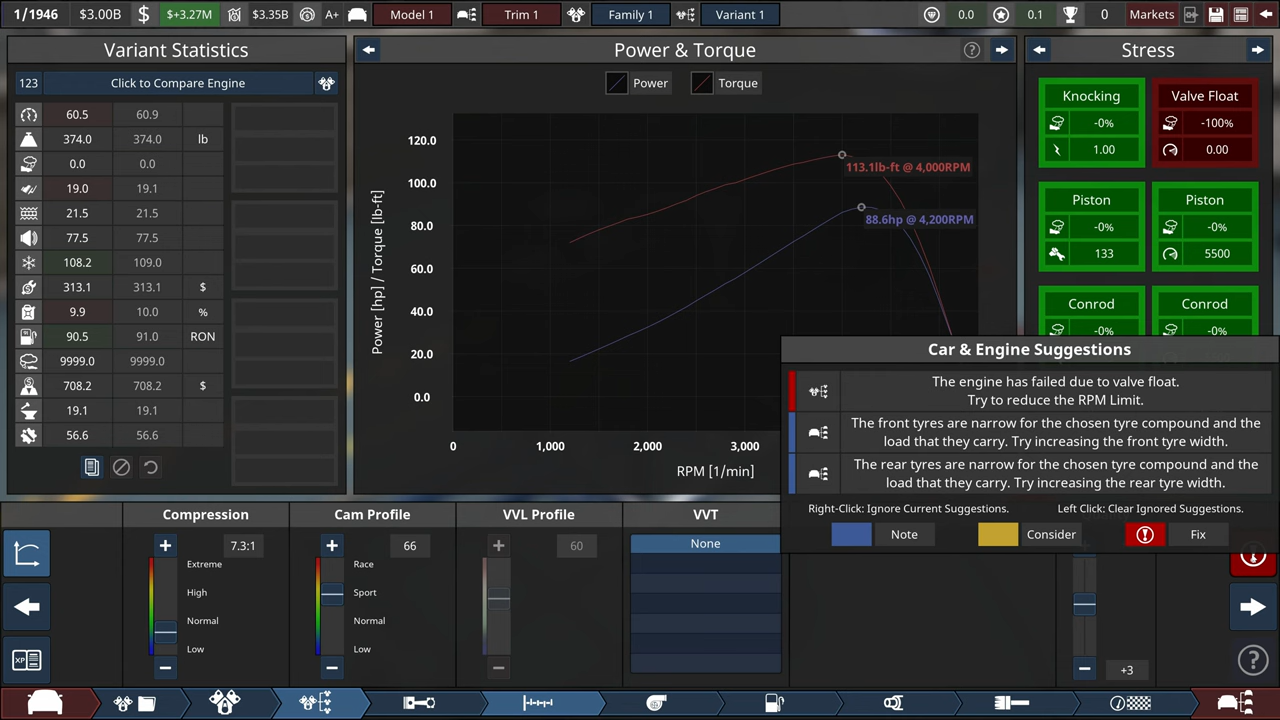 1/1946 $3.00B $+3.27M $3.35B A+ Model 1 Trim 1 Family 1 Variant 1 0.0 0.1 0 Markets
Variant Statistics
123 Click to Compare Engine
60.5 60.9
374.0 374.0 lb
0.0 0.0
19.0 19.1
21.5 21.5
77.5 77.5
108.2 109.0
313.1 313.1 $
9.9 10.0 %
90.5 91.0 RON
9999.0 9999.0
708.2 708.2 $
19.1 19.1
56.6 56.6
Power & Torque ?
Power Torque
Power [hp] / Torque [lb-ft]
120.0
100.0
80.0
60.0
40.0
20.0
0.0
113.1lb-ft @ 4,000RPM
88.6hp @ 4,200RPM
0 1,000 2,000 3,000
RPM [1/min]
Stress
Knocking
-0%
1.00
Valve Float
-100%
0.00
Piston
-0%
133
Piston
-0%
5500
Conrod
-0%
Conrod
-0%
Car & Engine Suggestions
The engine has failed due to valve float.
Try to reduce the RPM Limit.
The front tyres are narrow for the chosen tyre compound and the
load that they carry. Try increasing the front tyre width.
The rear tyres are narrow for the chosen tyre compound and the
load that they carry. Try increasing the rear tyre width.
Right-Click: Ignore Current Suggestions. Left Click: Clear Ignored Suggestions.
Note Consider Fix
Compression
+ 7.3:1
Extreme
High
Normal
Low
-
Cam Profile
+ 66
Race
Sport
Normal
Low
-
VVL Profile
+ 60
-
VVT
None
- +3
XP
?